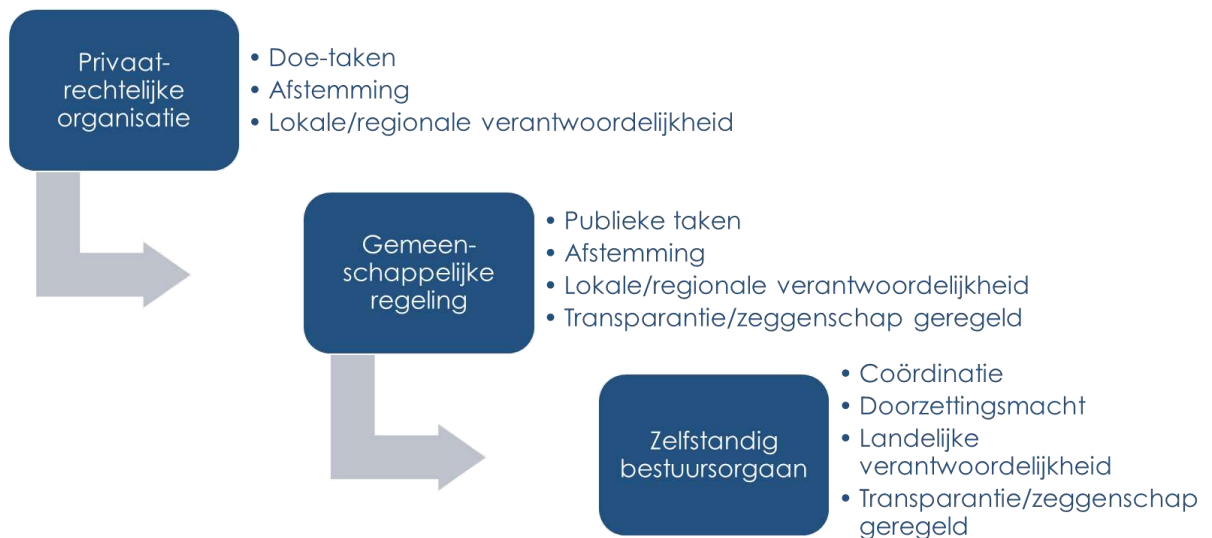 Privaat-
rechtelijke
organisatie
• Doe-taken
• Afstemming
• Lokale/regionale verantwoordelijkheid
Gemeen-
schappelijke
regeling
• Publieke taken
• Afstemming
• Lokale/regionale verantwoordelijkheid
• Transparantie/zeggenschap geregeld
Zelfstandig
bestuursorgaan
• Coördinatie
• Doorzettingsmacht
• Landelijke
verantwoordelijkheid
• Transparantie/zeggenschap
geregeld